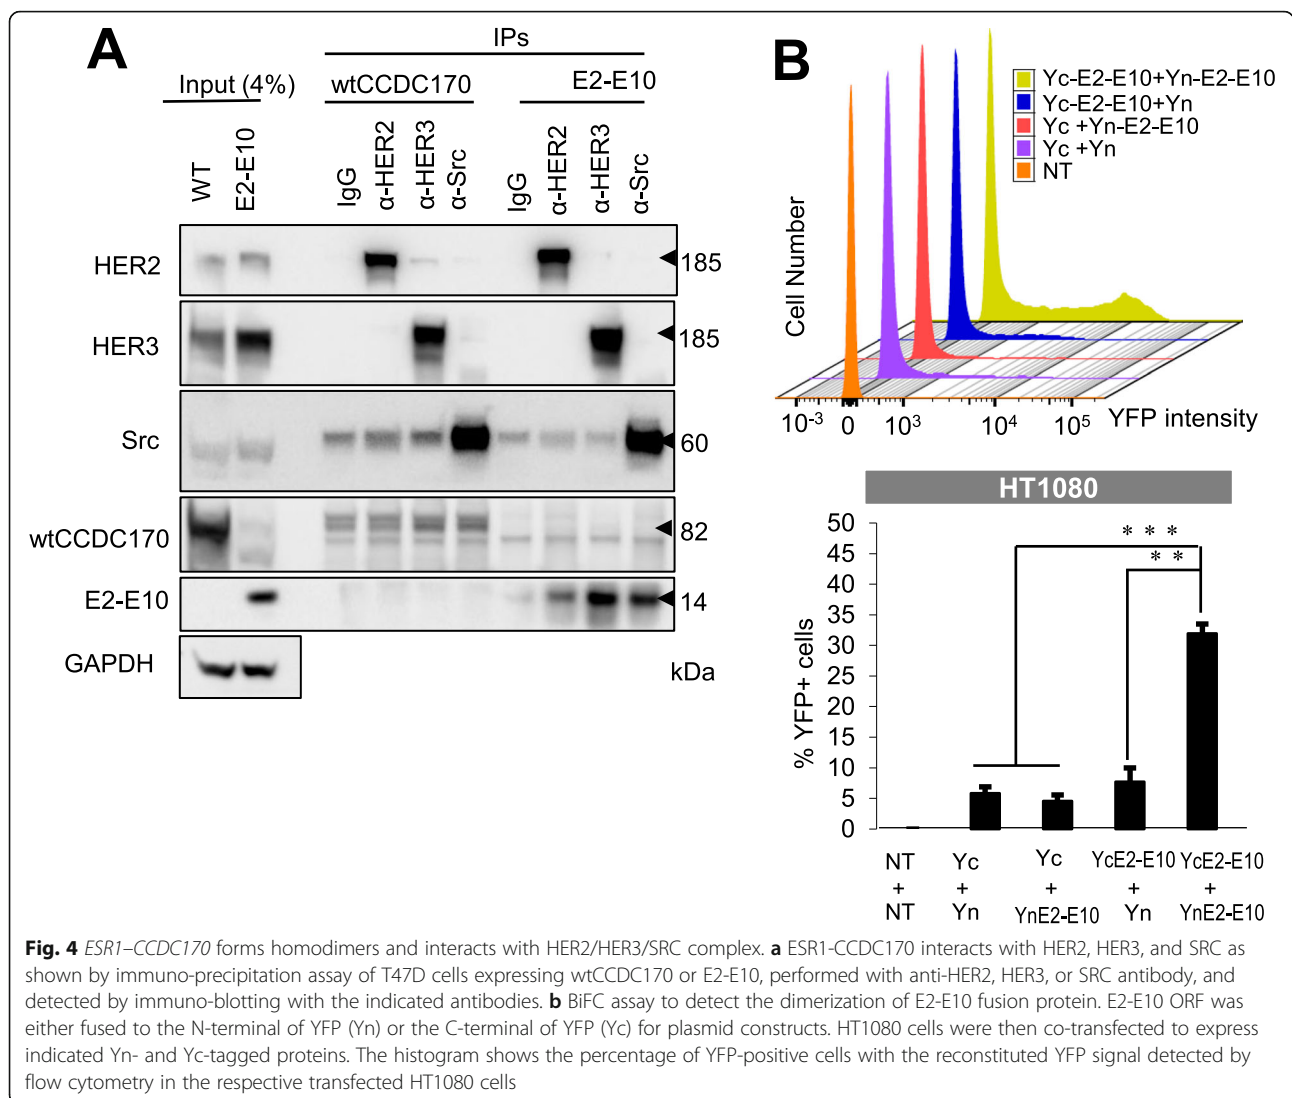 A
IPs
Input (4%)
wtCCDC170
E2-E10
WT
E2-E10
IgG
α-HER2
α-HER3
α-Src
IgG
α-HER2
α-HER3
α-Src
HER2
185
HER3
185
Src
60
wtCCDC170
82
E2-E10
14
GAPDH
kDa
B
Yc-E2-E10+Yn-E2-E10
Yc-E2-E10+Yn
Yc +Yn-E2-E10
Yc +Yn
NT
Cell Number
10-3 0 10³ 10⁴ 10⁵ YFP intensity
HT1080
% YFP+ cells
50
45
40
35
30
25
20
15
10
5
0
* * *
* *
NT + NT
Yc + Yn
Yc + YnE2-E10
YcE2-E10 + Yn
YcE2-E10 + YnE2-E10
Fig. 4 ESR1–CCDC170 forms homodimers and interacts with HER2/HER3/SRC complex. a ESR1-CCDC170 interacts with HER2, HER3, and SRC as
shown by immuno-precipitation assay of T47D cells expressing wtCCDC170 or E2-E10, performed with anti-HER2, HER3, or SRC antibody, and
detected by immuno-blotting with the indicated antibodies. b BiFC assay to detect the dimerization of E2-E10 fusion protein. E2-E10 ORF was
either fused to the N-terminal of YFP (Yn) or the C-terminal of YFP (Yc) for plasmid constructs. HT1080 cells were then co-transfected to express
indicated Yn- and Yc-tagged proteins. The histogram shows the percentage of YFP-positive cells with the reconstituted YFP signal detected by
flow cytometry in the respective transfected HT1080 cells